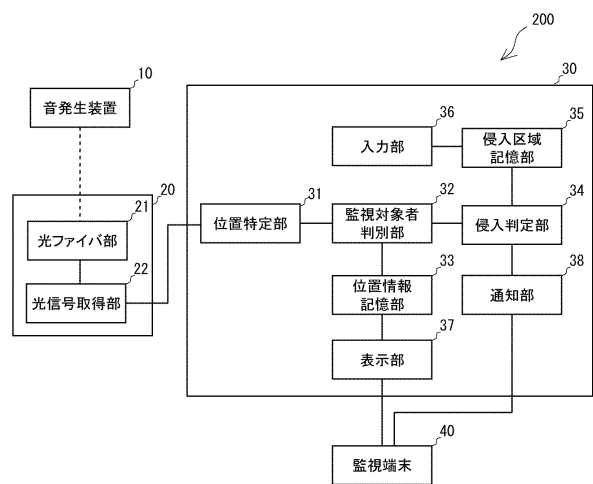 200
10
音発生装置
30
36
入力部
35
侵入区域
記憶部
20
21
光ファイバ部
22
光信号取得部
31
位置特定部
32
監視対象者
判別部
34
侵入判定部
33
位置情報
記憶部
38
通知部
37
表示部
40
監視端末